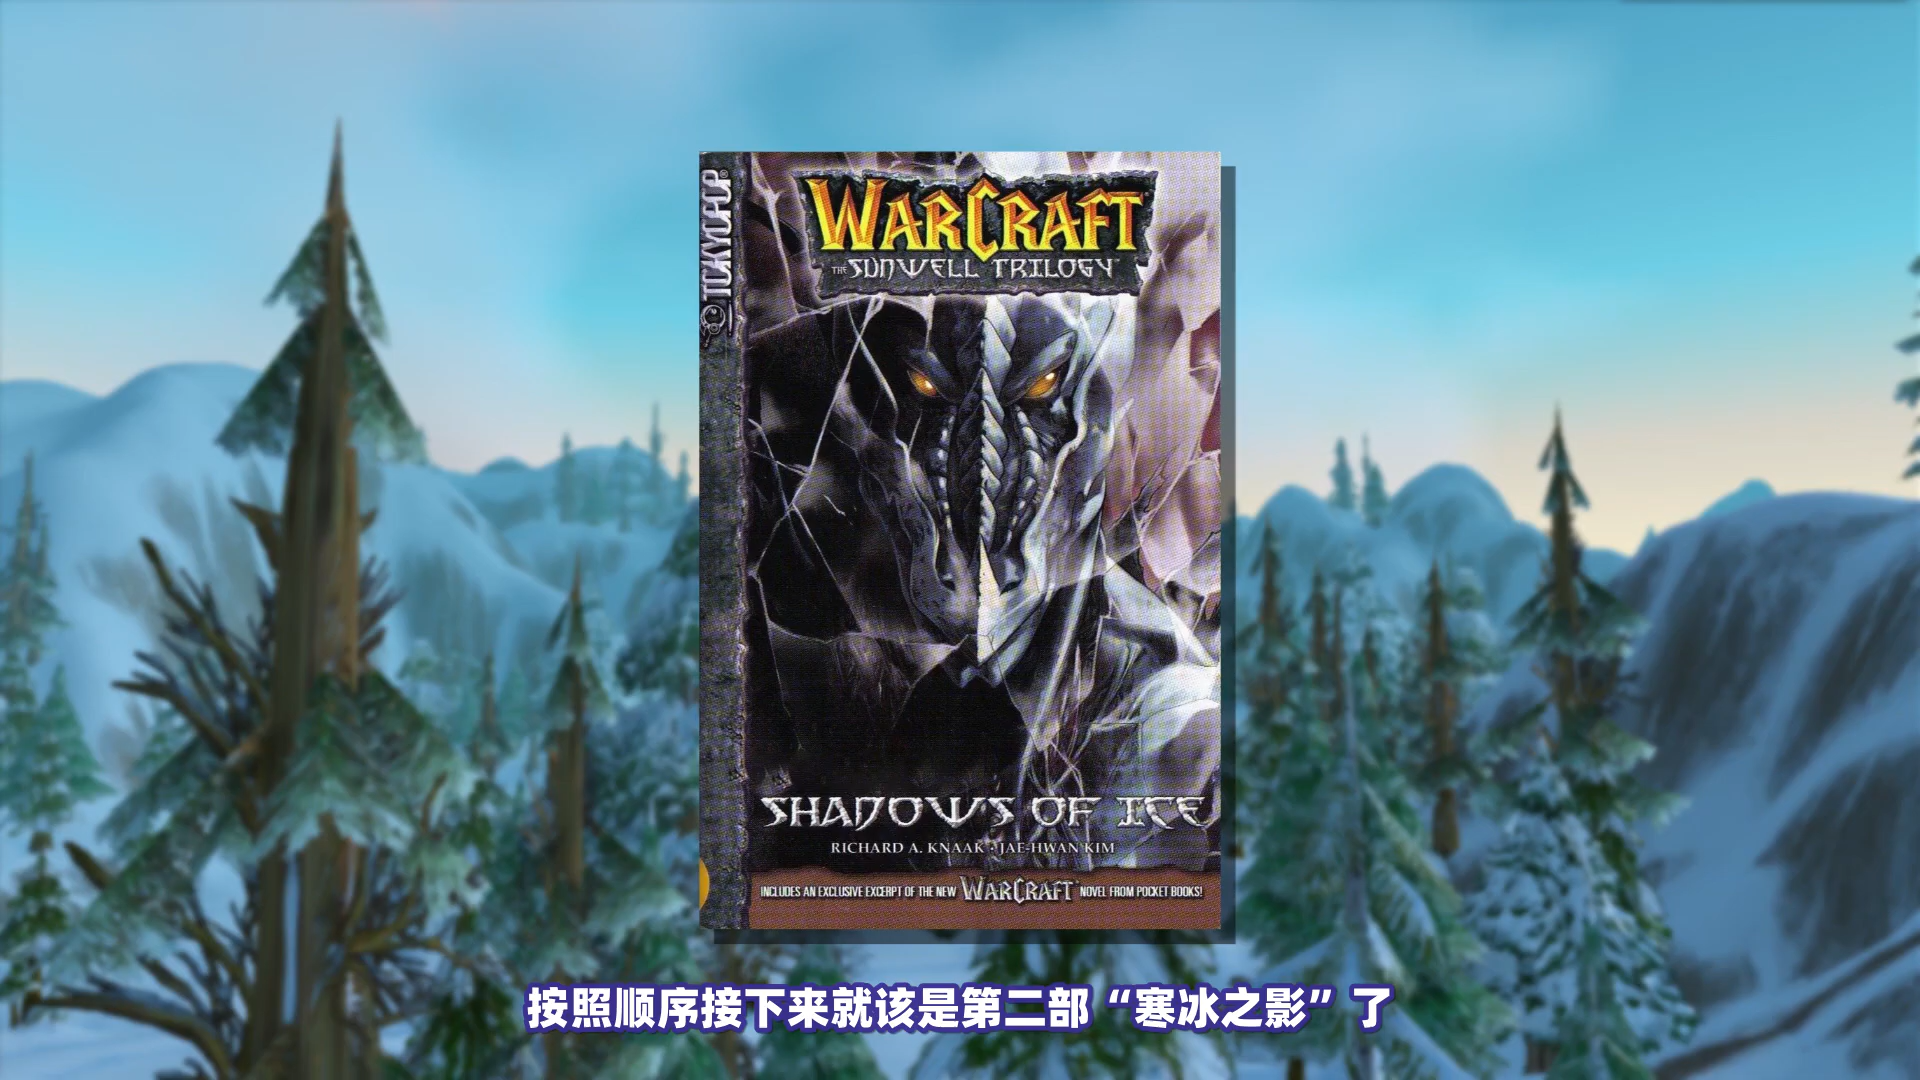 TOKYOPOP®
WARCRAFT
THE SUNWELL TRILOGY™
SHADOWS OF ICE
RICHARD A. KNAAK · JAE-HWAN KIM
INCLUDES AN EXCLUSIVE EXCERPT OF THE NEW WARCRAFT NOVEL FROM POCKET BOOKS!
按照顺序接下来就该是第二部“寒冰之影”了